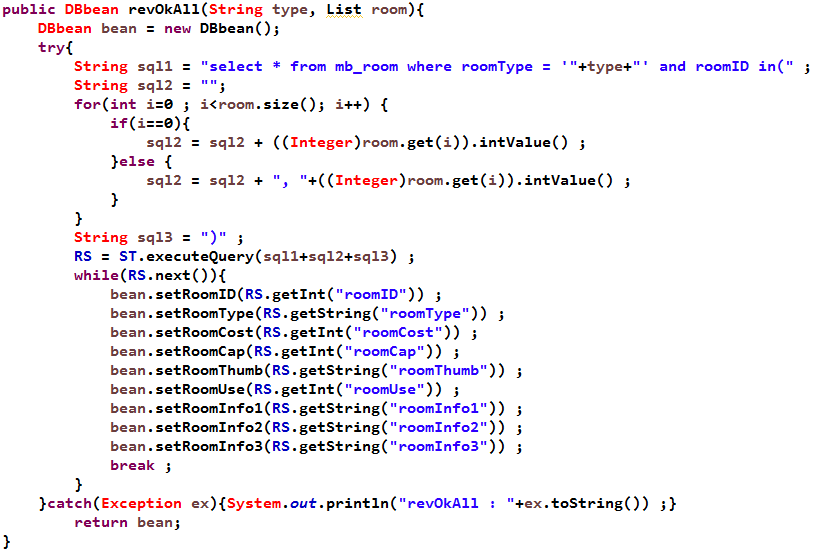 public DBbean revOkAll(String type, List room){
    DBbean bean = new DBbean();
    try{
        String sql1 = "select * from mb_room where roomType = '"+type+"' and roomID in(" ;
        String sql2 = "";
        for(int i=0 ; i<room.size(); i++) {
            if(i==0){
                sql2 = sql2 + ((Integer)room.get(i)).intValue() ;
            }else {
                sql2 = sql2 + ", "+((Integer)room.get(i)).intValue() ;
            }
        }
        String sql3 = ")" ;
        RS = ST.executeQuery(sql1+sql2+sql3) ;
        while(RS.next()){
            bean.setRoomID(RS.getInt("roomID")) ;
            bean.setRoomType(RS.getString("roomType")) ;
            bean.setRoomCost(RS.getInt("roomCost")) ;
            bean.setRoomCap(RS.getInt("roomCap")) ;
            bean.setRoomThumb(RS.getString("roomThumb")) ;
            bean.setRoomUse(RS.getInt("roomUse")) ;
            bean.setRoomInfo1(RS.getString("roomInfo1")) ;
            bean.setRoomInfo2(RS.getString("roomInfo2")) ;
            bean.setRoomInfo3(RS.getString("roomInfo3")) ;
            break ;
        }
    }catch(Exception ex){System.out.println("revOkAll : "+ex.toString()) ;}
        return bean;
}